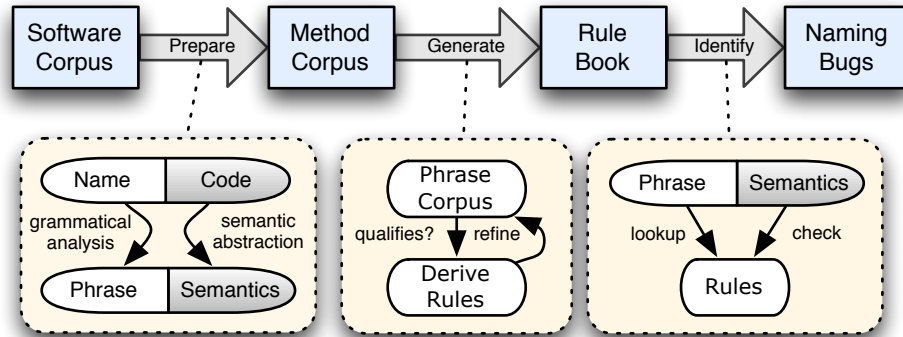 Software
Corpus
Prepare
Method
Corpus
Generate
Rule
Book
Identify
Naming
Bugs
Name
Code
grammatical
analysis
semantic
abstraction
Phrase
Semantics
Phrase
Corpus
qualifies?
refine
Derive
Rules
Phrase
Semantics
lookup
check
Rules